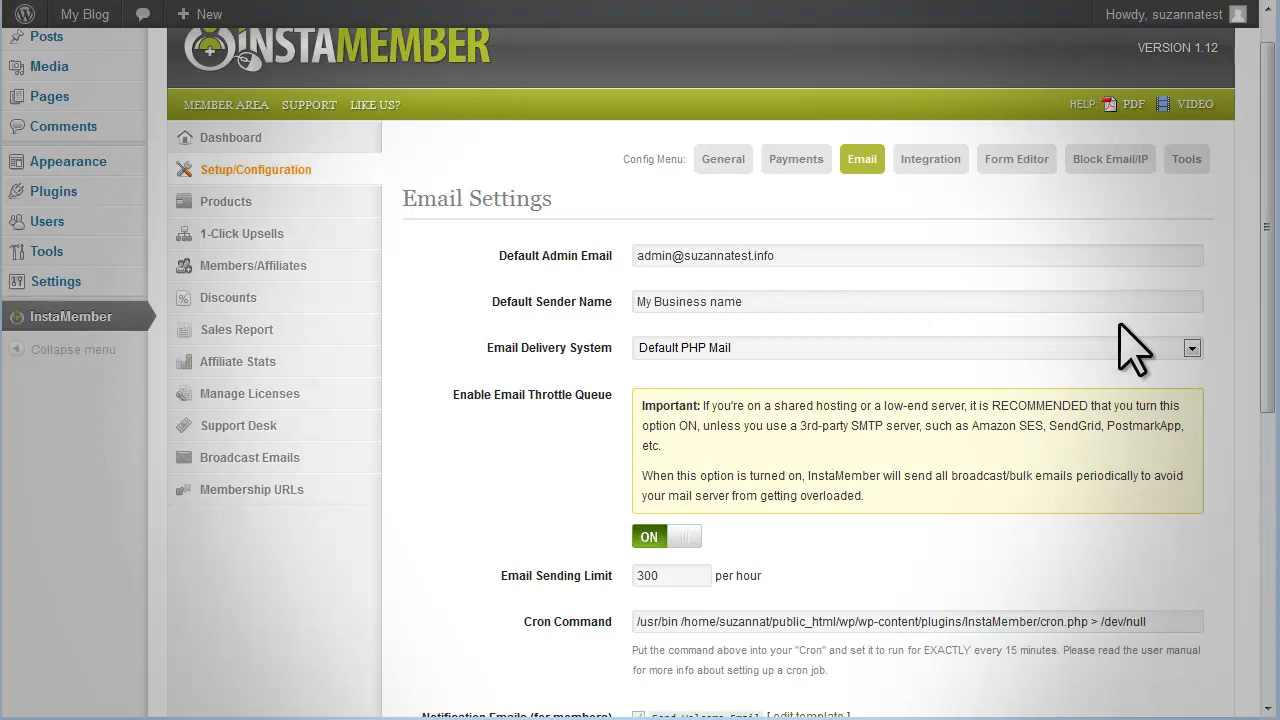 My Blog
New
Howdy, suzannatest
Posts
Media
Pages
Comments
Appearance
Plugins
Users
Tools
Settings
InstaMember
Collapse menu
INSTAMEMBER
VERSION 1.12
MEMBER AREA SUPPORT LIKE US?
HELP: PDF VIDEO
Dashboard
Setup/Configuration
Products
1-Click Upsells
Members/Affiliates
Discounts
Sales Report
Affiliate Stats
Manage Licenses
Support Desk
Broadcast Emails
Membership URLs
Config Menu: General Payments Email Integration Form Editor Block Email/IP Tools
Email Settings
Default Admin Email admin@suzannatest.info
Default Sender Name My Business name
Email Delivery System Default PHP Mail
Enable Email Throttle Queue
Important: If you're on a shared hosting or a low-end server, it is RECOMMENDED that you turn this
option ON, unless you use a 3rd-party SMTP server, such as Amazon SES, SendGrid, PostmarkApp,
etc.
When this option is turned on, InstaMember will send all broadcast/bulk emails periodically to avoid
your mail server from getting overloaded.
ON
Email Sending Limit 300 per hour
Cron Command /usr/bin /home/suzannat/public_html/wp/wp-content/plugins/InstaMember/cron.php > /dev/null
Put the command above into your "Cron" and set it to run for EXACTLY every 15 minutes. Please read the user manual
for more info about setting up a cron job.
Notification Emails (for members) Send Welcome Email [ edit template ]